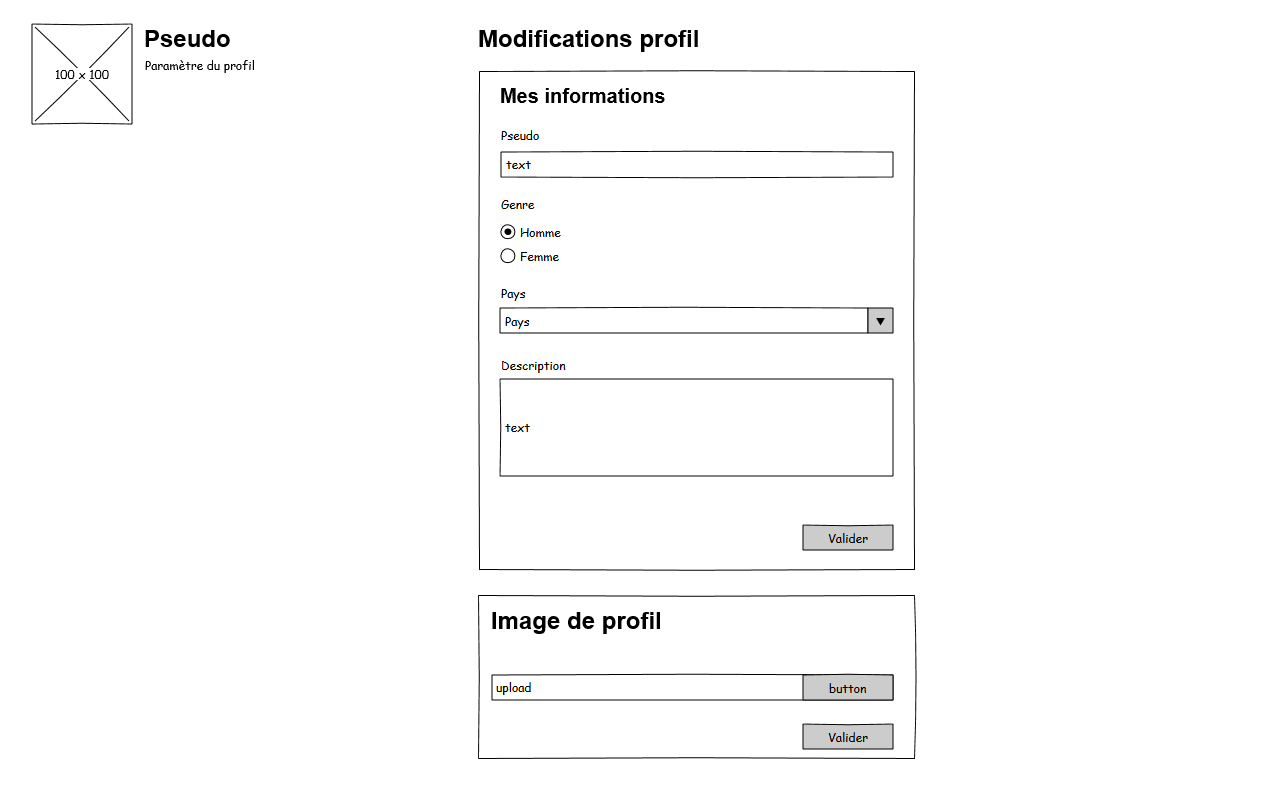 100 x 100
Pseudo
Paramètre du profil
Modifications profil
Mes informations
Pseudo
text
Genre
Homme
Femme
Pays
Pays
Description
text
Valider
Image de profil
upload
button
Valider